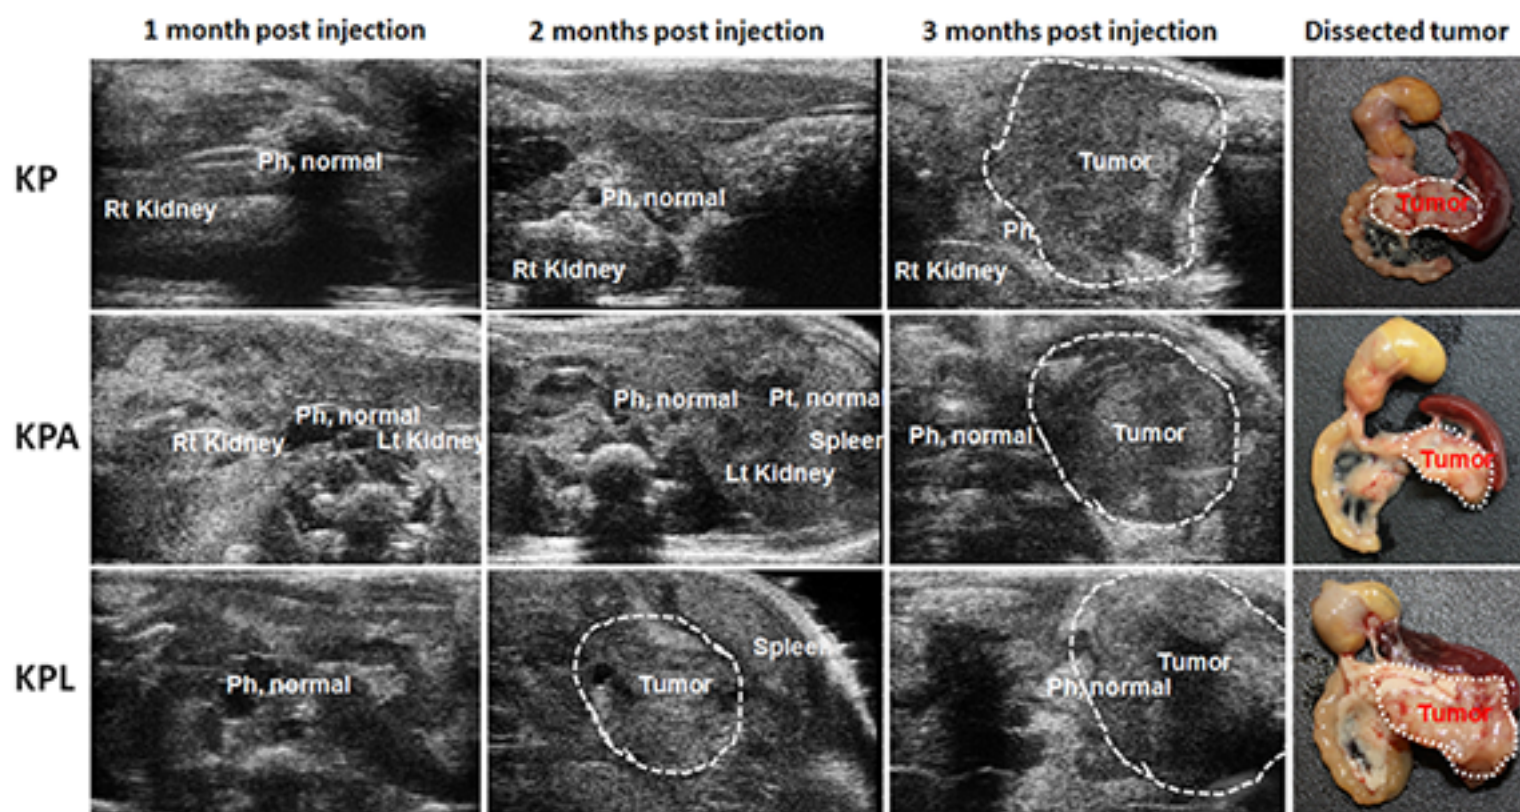 1 month post injection
2 months post injection
3 months post injection
Dissected tumor
KP
Ph, normal
Rt Kidney
Ph, normal
Rt Kidney
Tumor
Ph
Rt Kidney
Tumor
KPA
Ph, normal
Rt Kidney
Lt Kidney
Ph, normal
Pt, norma
Spleen
Lt Kidney
Ph, normal
Tumor
Tumor
KPL
Ph, normal
Spleen
Tumor
Tumor
Ph, normal
Tumor